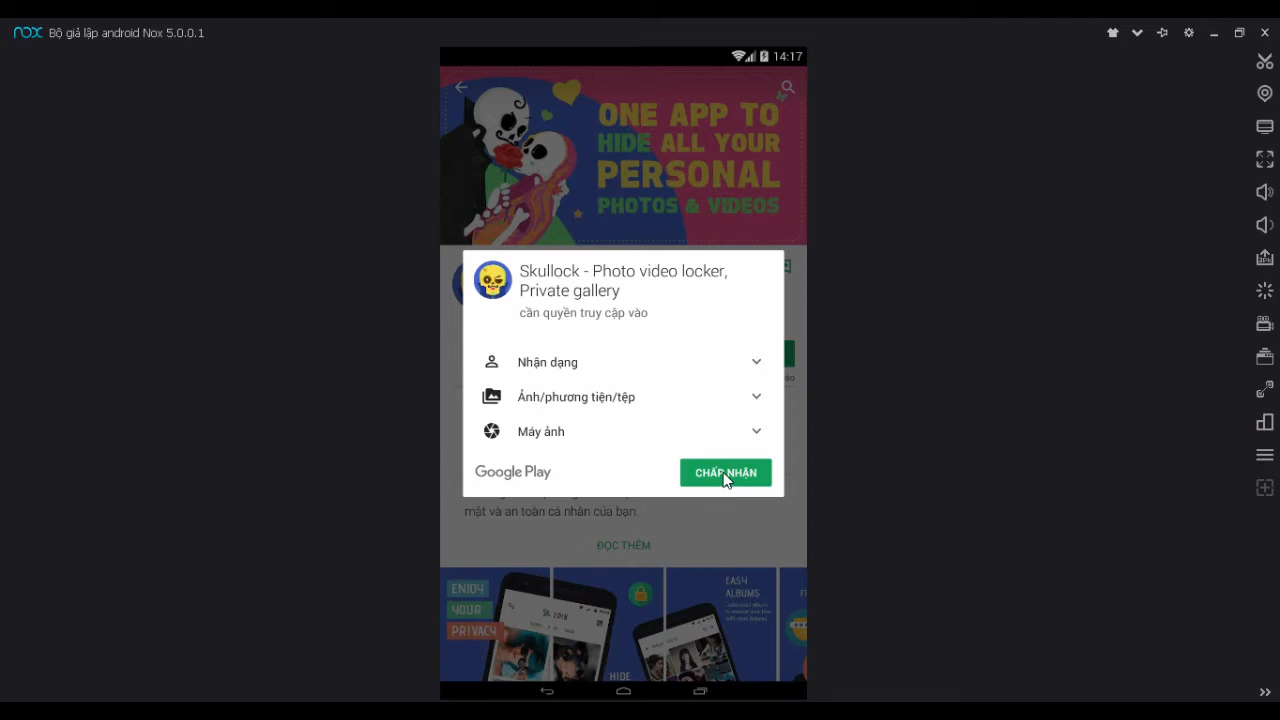 nox Bộ giả lập android Nox 5.0.0.1
14:17
ONE APP TO
HIDE ALL YOUR
PERSONAL
PHOTOS & VIDEOS
Skullock - Photo video locker,
Private gallery
cần quyền truy cập vào
Nhận dạng
Ảnh/phương tiện/tệp
Máy ảnh
Google Play
CHẤP NHẬN
mật và an toàn cá nhân của bạn.
ĐỌC THÊM
ENJOY
YOUR
PRIVACY
HIDE
EASY
ALBUMS